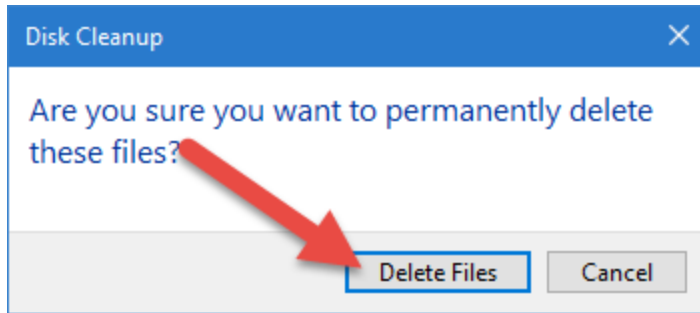 Disk Cleanup
Are you sure you want to permanently delete
these files?
Delete Files
Cancel